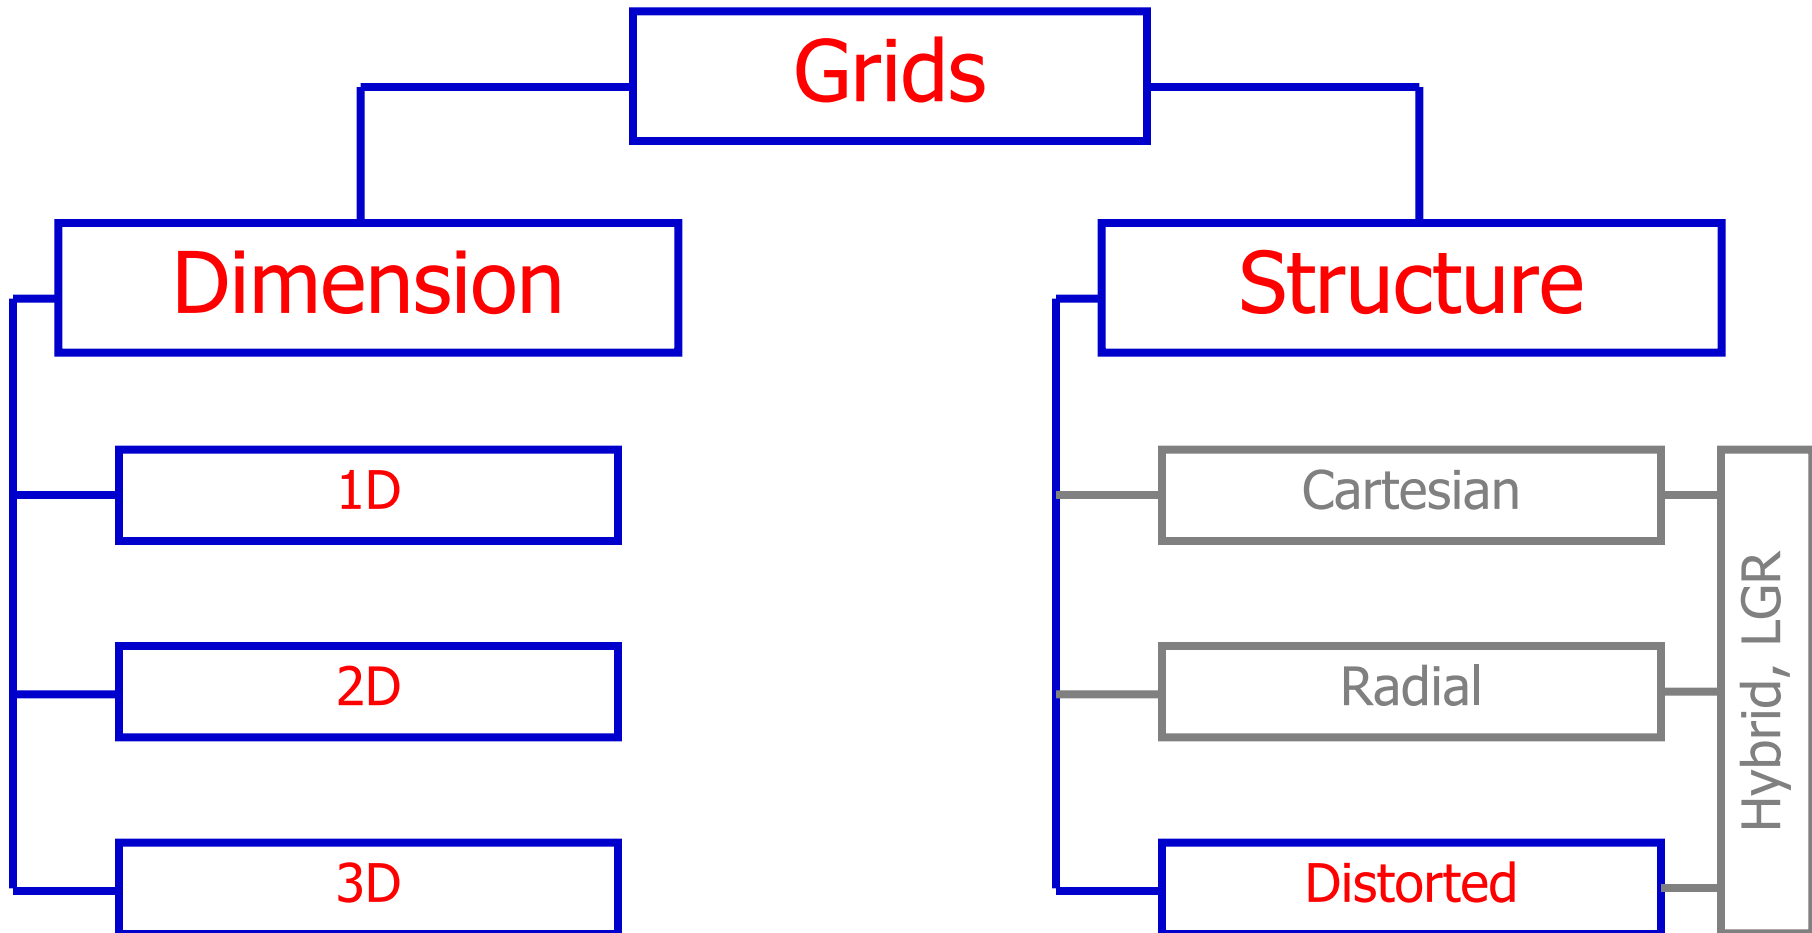 Grids
Dimension
Structure
1D
Cartesian
2D
Radial
3D
Distorted
Hybrid, LGR